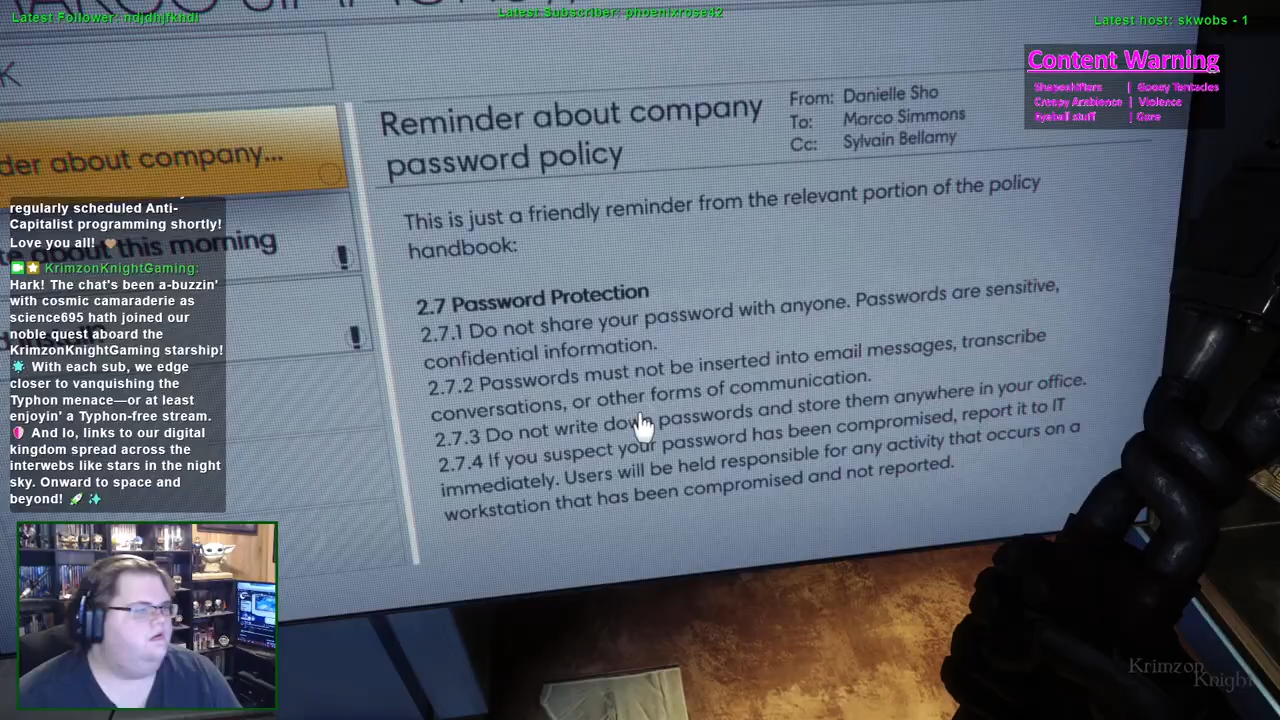 Latest Follower: ndjdhjfkhdl
Latest Subscriber: phoenixrose42
Latest host: skwobs - 1
Content Warning
Shapeshifters | Gooey Tentacles
Creepy Ambience | Violence
Eyeball stuff | Gore
K
Reminder about company
password policy
From: Danielle Sho
To: Marco Simmons
Cc: Sylvain Bellamy
der about company...
about this morning
This is just a friendly reminder from the relevant portion of the policy
handbook:
2.7 Password Protection
2.7.1 Do not share your password with anyone. Passwords are sensitive,
confidential information.
2.7.2 Passwords must not be inserted into email messages, transcribe
conversations, or other forms of communication.
2.7.3 Do not write down passwords and store them anywhere in your office.
2.7.4 If you suspect your password has been compromised, report it to IT
immediately. Users will be held responsible for any activity that occurs on a
workstation that has been compromised and not reported.
regularly scheduled Anti-
Capitalist programming shortly!
Love you all!
KrimzonKnightGaming:
Hark! The chat's been a-buzzin'
with cosmic camaraderie as
science695 hath joined our
noble quest aboard the
KrimzonKnightGaming starship!
With each sub, we edge
closer to vanquishing the
Typhon menace—or at least
enjoyin' a Typhon-free stream.
And lo, links to our digital
kingdom spread across the
interwebs like stars in the night
sky. Onward to space and
beyond!
Krimzon
Knight